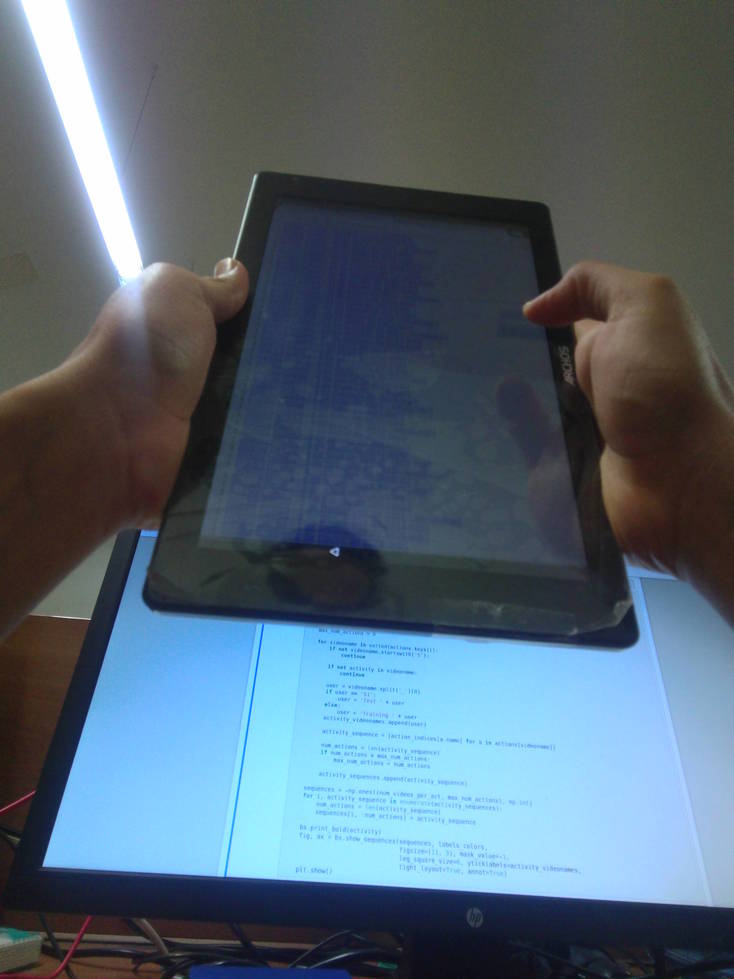 ARCHOS
max_num_actions = 0
for videoname in sorted(actions.keys()):
if not videoname.startswith('S'):
continue
if not activity in videoname:
continue
user = videoname.split('_')[0]
if user == 'S1':
user = 'Test ' + user
else:
user = 'Training ' + user
activity_videonames.append(user)
activity_sequence = [action_indices[a.name] for a in actions[videoname]]
num_actions = len(activity_sequence)
if num_actions > max_num_actions:
max_num_actions = num_actions
activity_sequences.append(activity_sequence)
sequences = -np.ones((num_videos_per_act, max_num_actions), np.int)
for i, activity_sequence in enumerate(activity_sequences):
num_actions = len(activity_sequence)
sequences[i, :num_actions] = activity_sequence
bs.print_bold(activity)
fig, ax = bs.show_sequences(sequences, labels_colors,
figsize=(11, 5), mask_value=-1,
leg_square_size=6, yticklabels=activity_videonames,
tight_layout=True, annot=True)
plt.show()
hp